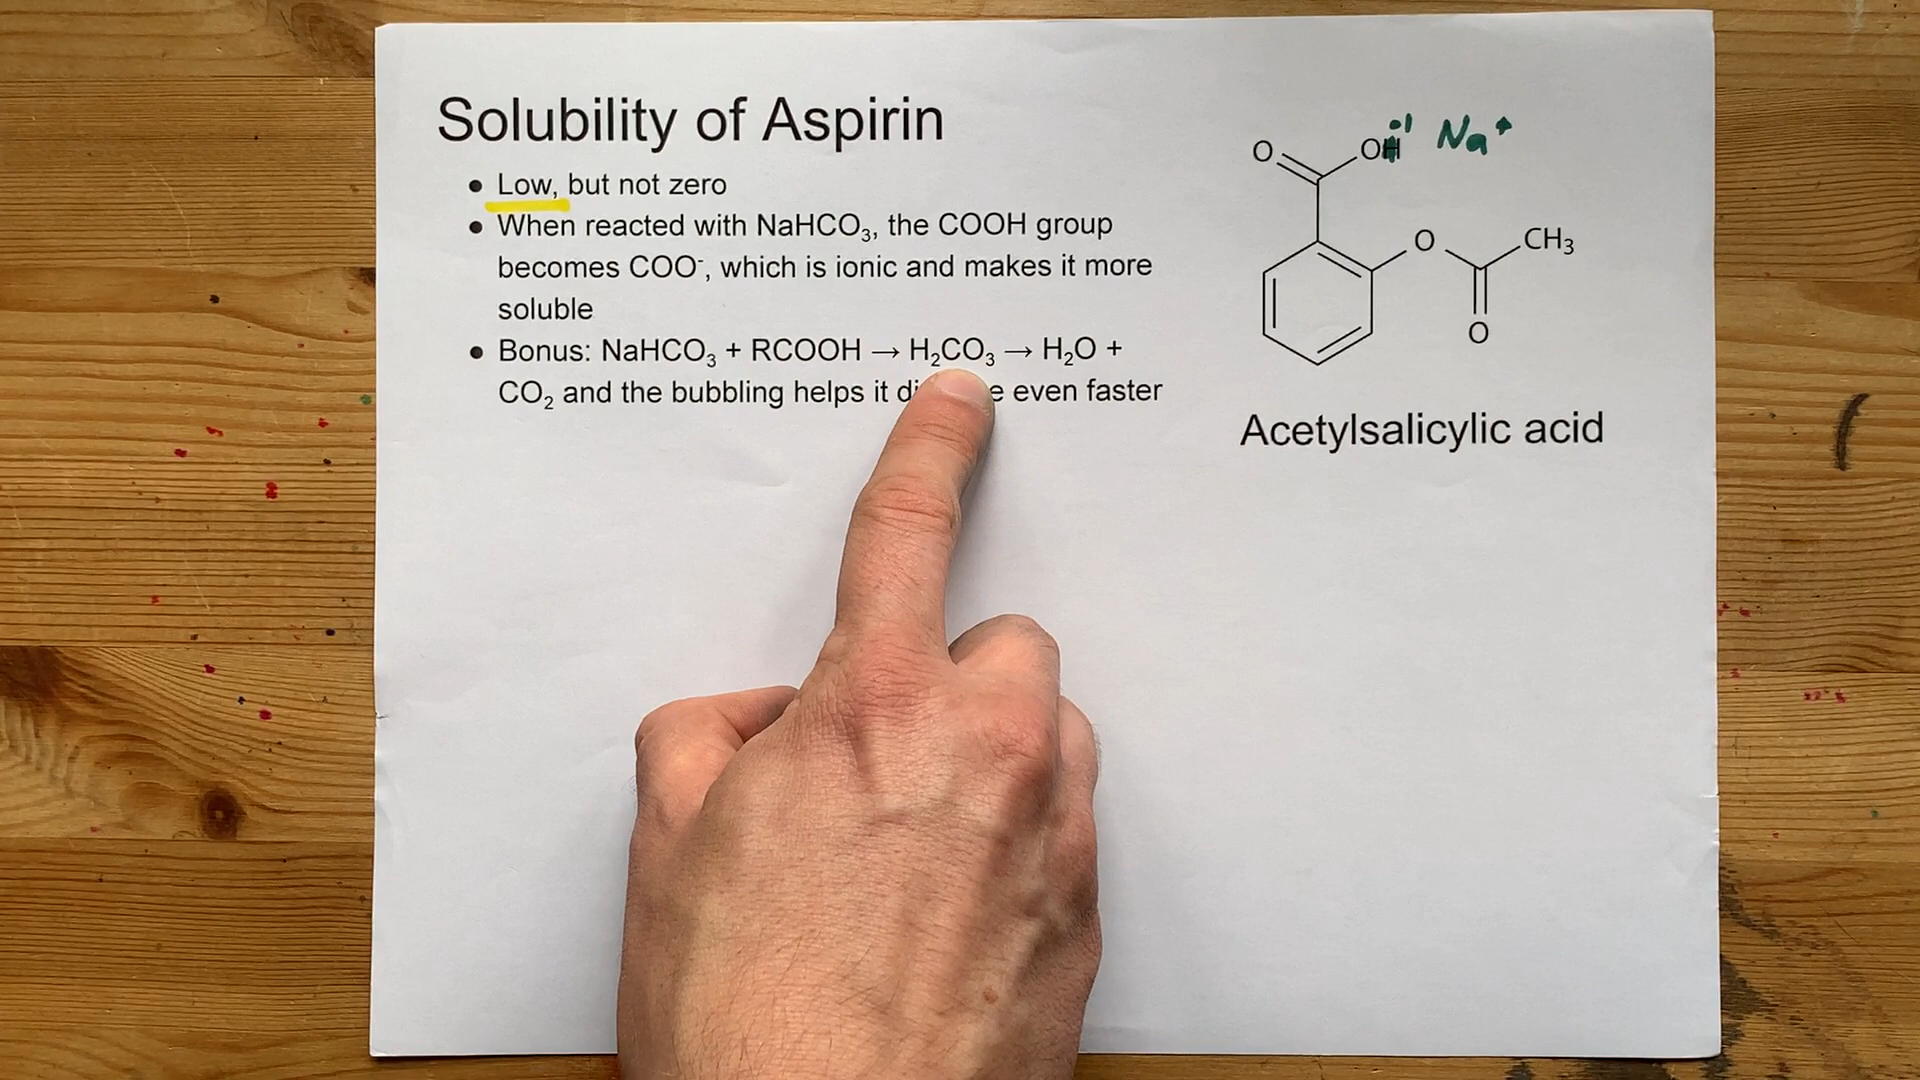 Solubility of Aspirin
● Low, but not zero
● When reacted with NaHCO₃, the COOH group
becomes COO⁻, which is ionic and makes it more
soluble
● Bonus: NaHCO₃ + RCOOH → H₂CO₃ → H₂O +
CO₂ and the bubbling helps it even faster
O
OH
Na⁺
O
CH₃
O
Acetylsalicylic acid